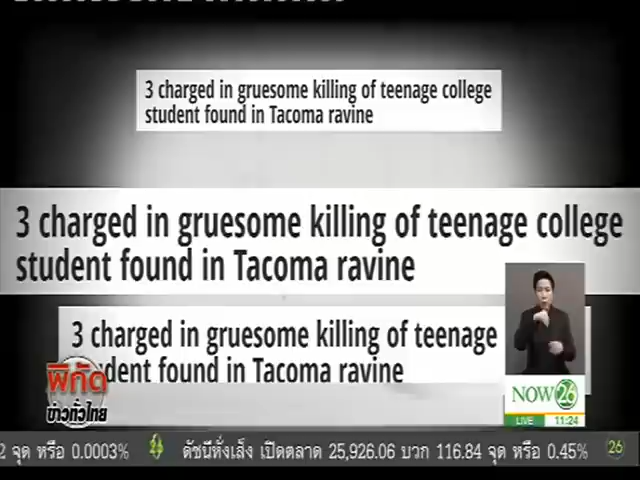 3 charged in gruesome killing of teenage college
student found in Tacoma ravine
3 charged in gruesome killing of teenage college
student found in Tacoma ravine
3 charged in gruesome killing of teenage
dent found in Tacoma ravine
พิกัด
ข่าวทั่วไทย
NOW26
LIVE 11:24
2 จุด หรือ 0.0003% ดัชนีหั่งเส็ง เปิดตลาด 25,926.06 บวก 116.84 จุด หรือ 0.45% 26